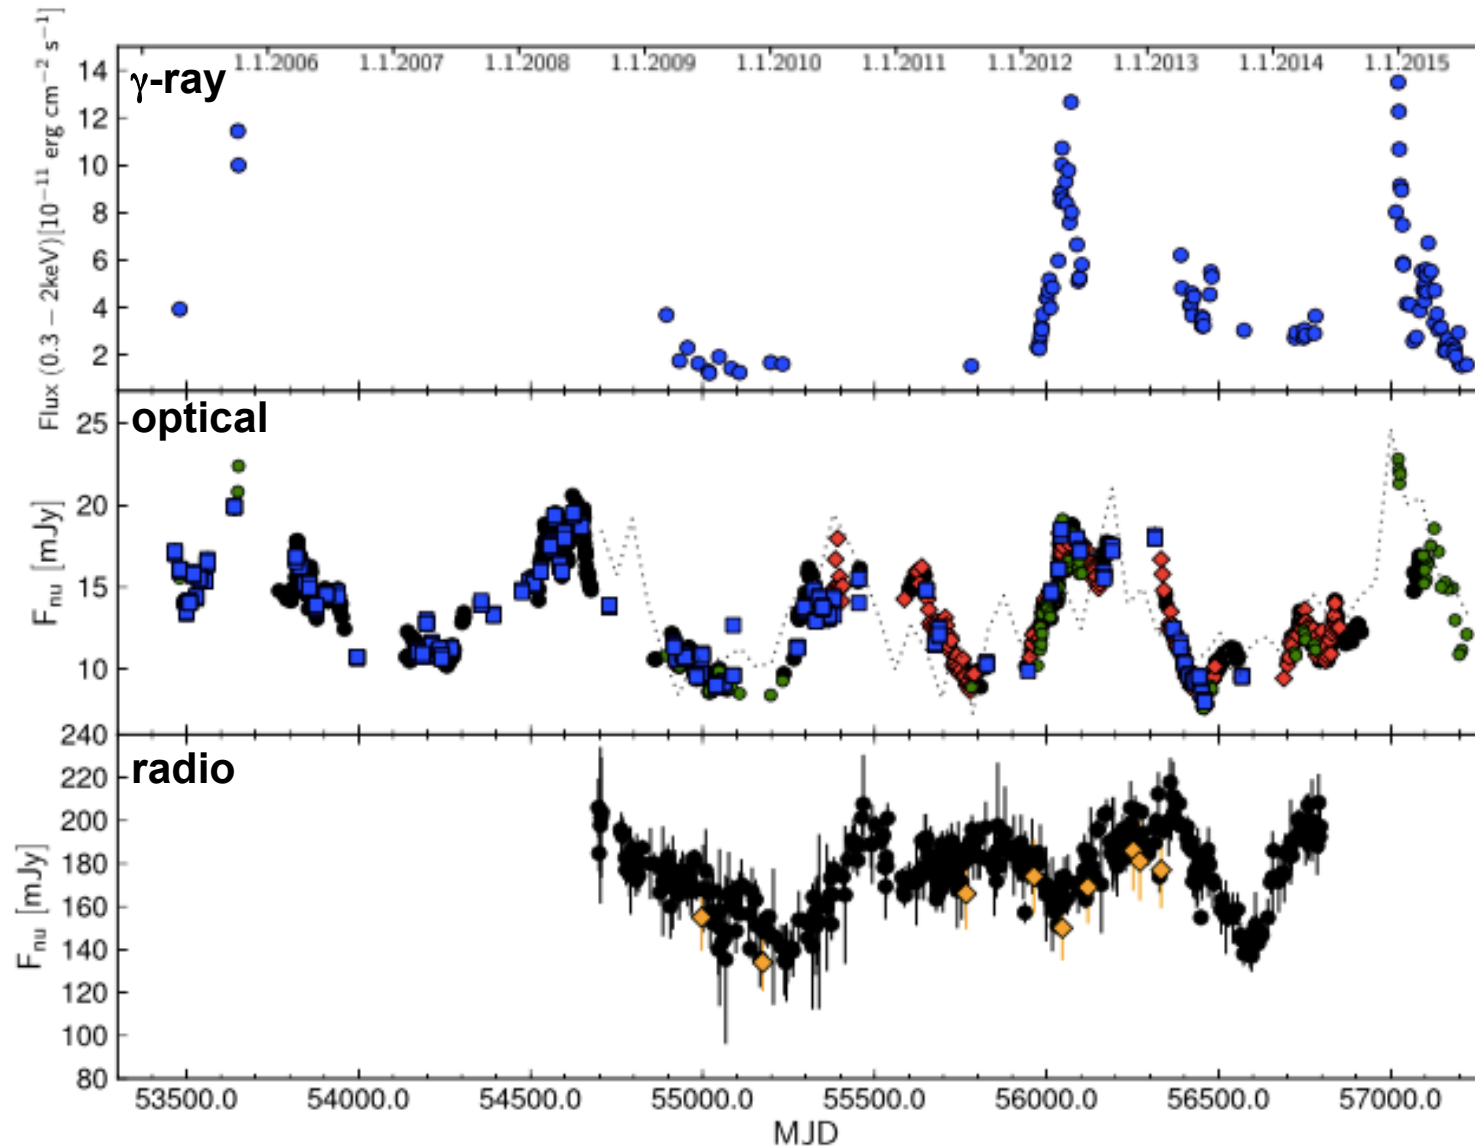 1.1.2006 1.1.2007 1.1.2008 1.1.2009 1.1.2010 1.1.2011 1.1.2012 1.1.2013 1.1.2014 1.1.2015
γ-ray
Flux (0.3 − 2keV)[10⁻¹¹ erg cm⁻² s⁻¹]
14
12
10
8
6
4
2
optical
F_nu [mJy]
25
20
15
10
radio
F_nu [mJy]
240
220
200
180
160
140
120
100
80
53500.0 54000.0 54500.0 55000.0 55500.0 56000.0 56500.0 57000.0
MJD